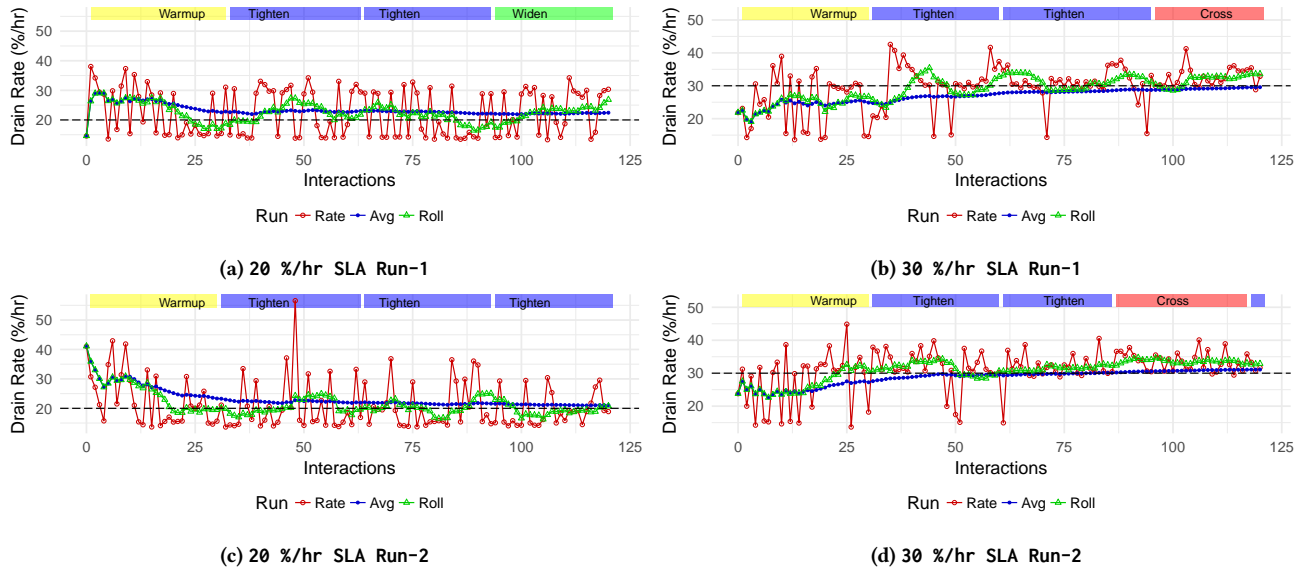 Warmup Tighten Tighten Widen
Drain Rate (%/hr)
50
40
30
20
0 25 50 75 100 125
Interactions
Run Rate Avg Roll
(a) 20 %/hr SLA Run-1
Warmup Tighten Tighten Cross
Drain Rate (%/hr)
50
40
30
20
0 25 50 75 100 125
Interactions
Run Rate Avg Roll
(b) 30 %/hr SLA Run-1
Warmup Tighten Tighten Tighten
Drain Rate (%/hr)
50
40
30
20
0 25 50 75 100 125
Interactions
Run Rate Avg Roll
(c) 20 %/hr SLA Run-2
Warmup Tighten Tighten Cross
Drain Rate (%/hr)
50
40
30
20
0 25 50 75 100 125
Interactions
Run Rate Avg Roll
(d) 30 %/hr SLA Run-2